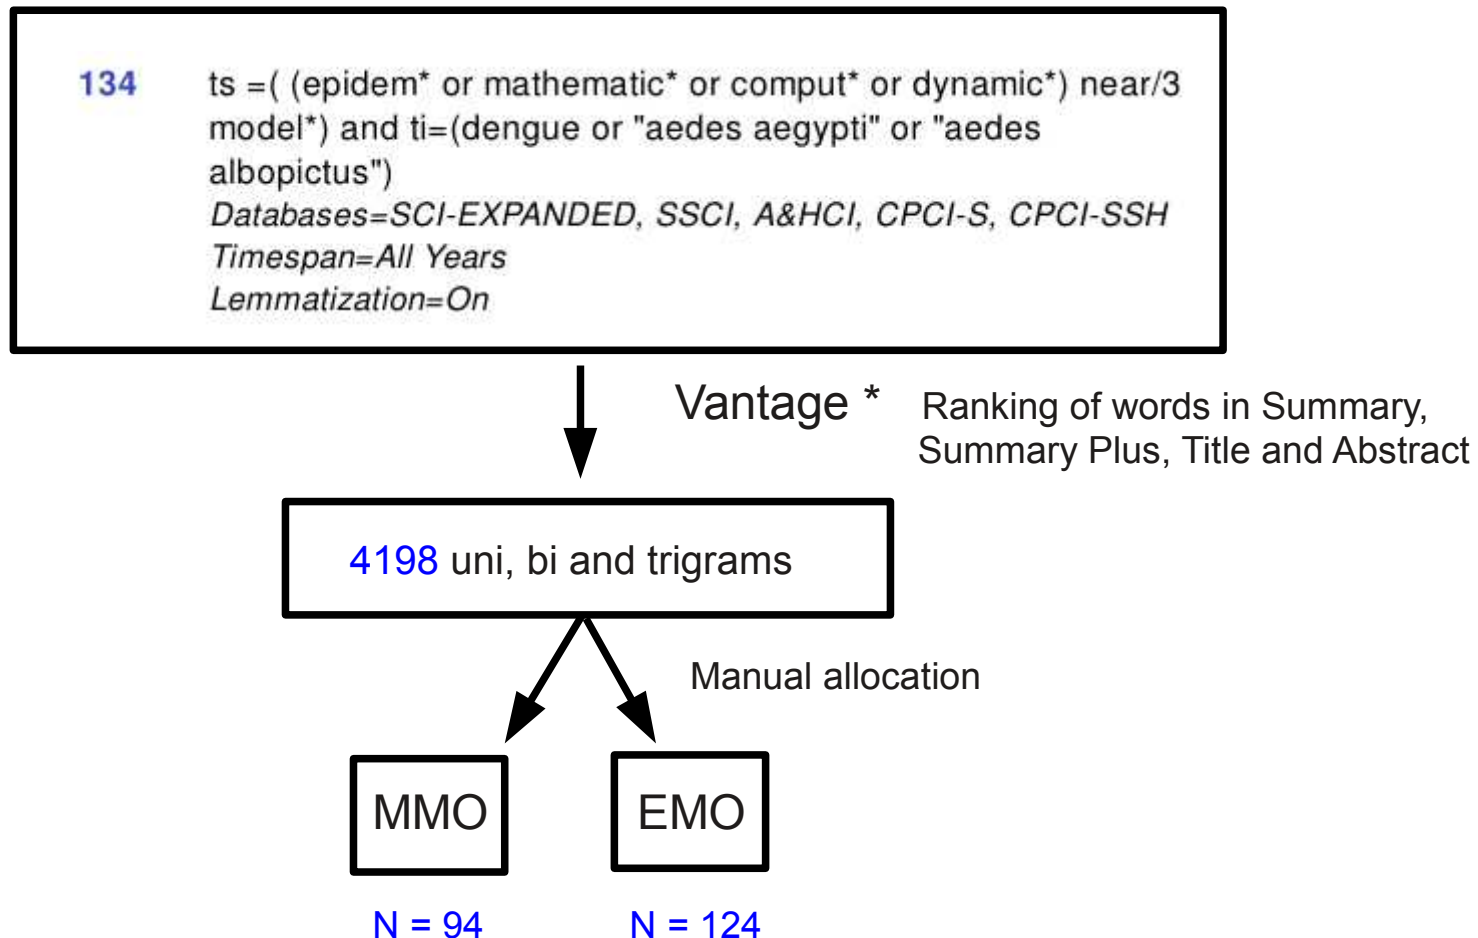 134 ts =( (epidem* or mathematic* or comput* or dynamic*) near/3
model*) and ti=(dengue or "aedes aegypti" or "aedes
albopictus")
Databases=SCI-EXPANDED, SSCI, A&HCI, CPCI-S, CPCI-SSH
Timespan=All Years
Lemmatization=On
Vantage * Ranking of words in Summary,
Summary Plus, Title and Abstract
4198 uni, bi and trigrams
Manual allocation
MMO EMO
N = 94 N = 124